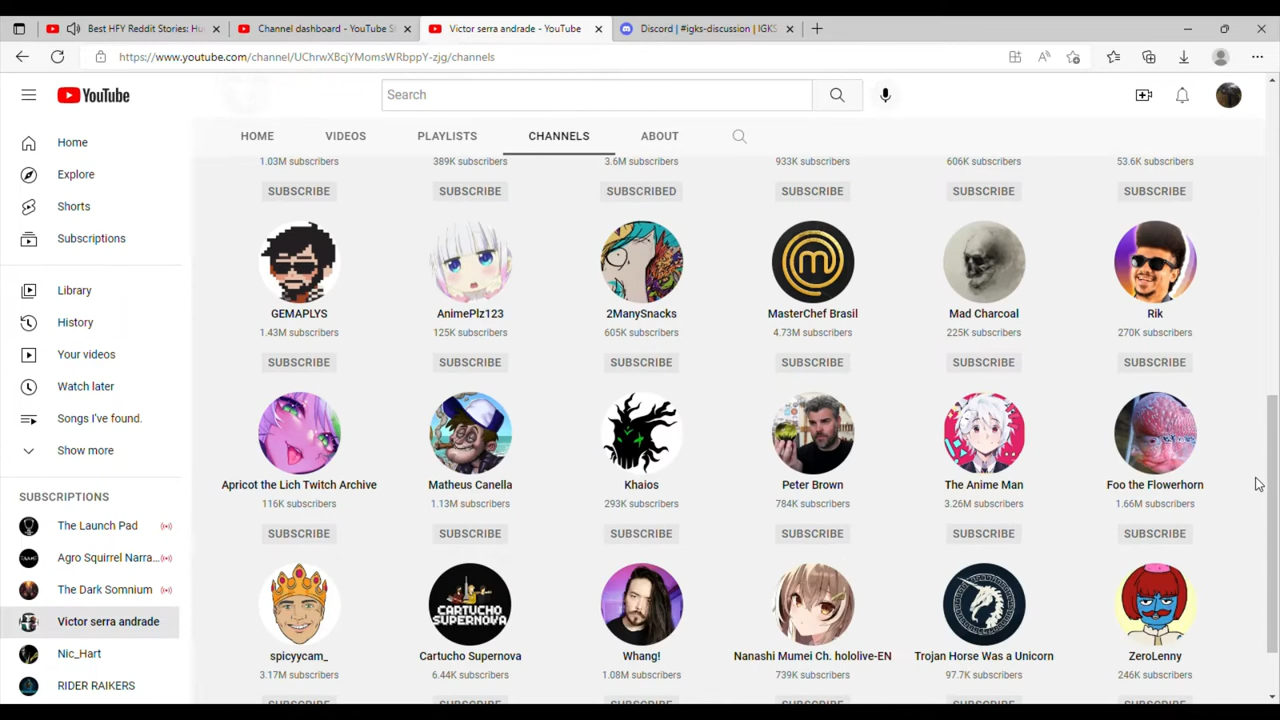 Best HFY Reddit Stories: Hu
Channel dashboard - YouTube S
Victor serra andrade - YouTube
Discord | #igks-discussion | IGKS
https://www.youtube.com/channel/UChrwXBcjYMomsWRbppY-zjg/channels
YouTube
Search
HOME VIDEOS PLAYLISTS CHANNELS ABOUT
Home
Explore
Shorts
Subscriptions
Library
History
Your videos
Watch later
Songs I've found.
Show more
SUBSCRIPTIONS
The Launch Pad
Agro Squirrel Narra...
The Dark Somnium
Victor serra andrade
Nic_Hart
RIDER RAIKERS
1.03M subscribers 389K subscribers 3.6M subscribers 933K subscribers 606K subscribers 53.6K subscribers
SUBSCRIBE SUBSCRIBE SUBSCRIBED SUBSCRIBE SUBSCRIBE SUBSCRIBE
GEMAPLYS AnimePlz123 2ManySnacks MasterChef Brasil Mad Charcoal Rik
1.43M subscribers 125K subscribers 605K subscribers 4.73M subscribers 225K subscribers 270K subscribers
SUBSCRIBE SUBSCRIBE SUBSCRIBE SUBSCRIBE SUBSCRIBE SUBSCRIBE
Apricot the Lich Twitch Archive Matheus Canella Khaios Peter Brown The Anime Man Foo the Flowerhorn
116K subscribers 1.13M subscribers 293K subscribers 784K subscribers 3.26M subscribers 1.66M subscribers
SUBSCRIBE SUBSCRIBE SUBSCRIBE SUBSCRIBE SUBSCRIBE SUBSCRIBE
CARTUCHO
SUPERNOVA
spicyycam_ Cartucho Supernova Whang! Nanashi Mumei Ch. hololive-EN Trojan Horse Was a Unicorn ZeroLenny
3.17M subscribers 6.44K subscribers 1.08M subscribers 739K subscribers 97.7K subscribers 246K subscribers